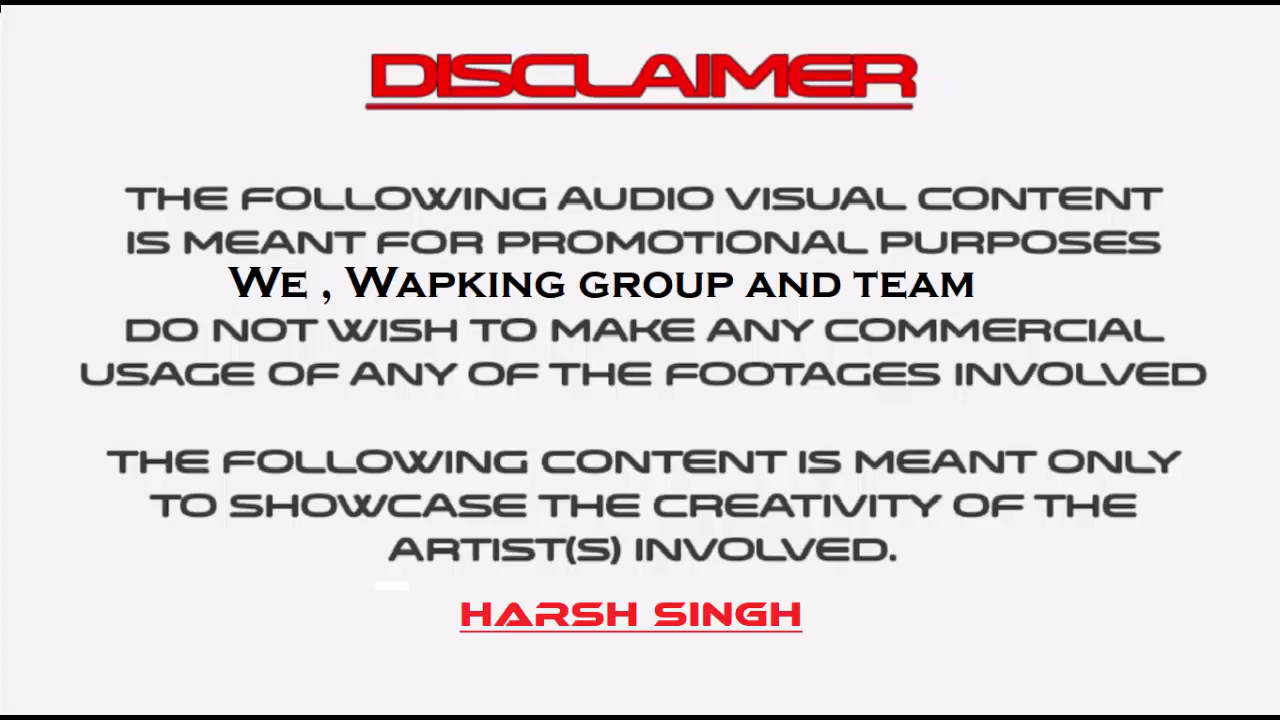 DISCLAIMER
THE FOLLOWING AUDIO VISUAL CONTENT
IS MEANT FOR PROMOTIONAL PURPOSES
WE , WAPKING GROUP AND TEAM
DO NOT WISH TO MAKE ANY COMMERCIAL
USAGE OF ANY OF THE FOOTAGES INVOLVED
THE FOLLOWING CONTENT IS MEANT ONLY
TO SHOWCASE THE CREATIVITY OF THE
ARTIST(S) INVOLVED.
HARSH SINGH